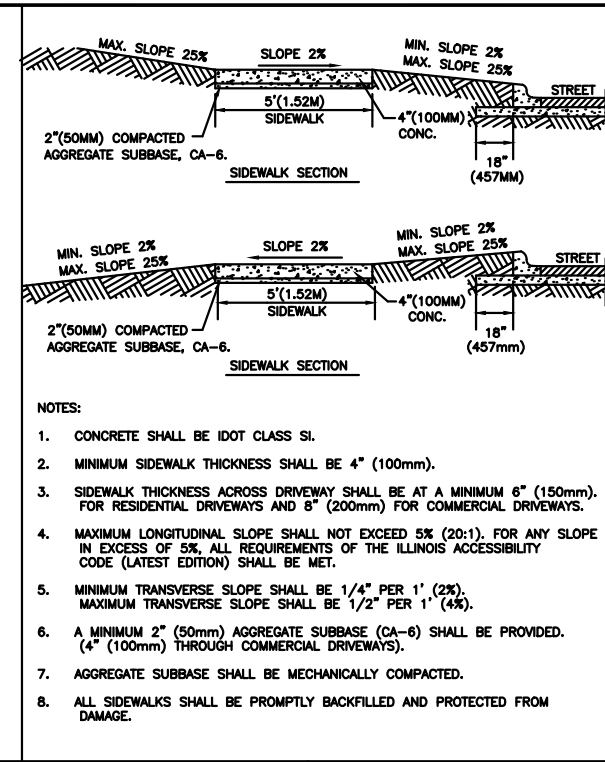 MAX. SLOPE 25%
SLOPE 2%
MIN. SLOPE 2%
MAX. SLOPE 25%
STREET
5'(1.52M)
SIDEWALK
4"(100MM)
CONC.
2"(50MM) COMPACTED
AGGREGATE SUBBASE, CA-6.
18"
(457MM)
SIDEWALK SECTION
MIN. SLOPE 2%
MAX. SLOPE 25%
SLOPE 2%
MIN. SLOPE 2%
MAX. SLOPE 25%
STREET
5'(1.52M)
SIDEWALK
4"(100MM)
CONC.
2"(50MM) COMPACTED
AGGREGATE SUBBASE, CA-6.
18"
(457mm)
SIDEWALK SECTION
NOTES:
1. CONCRETE SHALL BE IDOT CLASS SI.
2. MINIMUM SIDEWALK THICKNESS SHALL BE 4" (100mm).
3. SIDEWALK THICKNESS ACROSS DRIVEWAY SHALL BE AT A MINIMUM 6" (150mm).
FOR RESIDENTIAL DRIVEWAYS AND 8" (200mm) FOR COMMERCIAL DRIVEWAYS.
4. MAXIMUM LONGITUDINAL SLOPE SHALL NOT EXCEED 5% (20:1). FOR ANY SLOPE
IN EXCESS OF 5%, ALL REQUIREMENTS OF THE ILLINOIS ACCESSIBILITY
CODE (LATEST EDITION) SHALL BE MET.
5. MINIMUM TRANSVERSE SLOPE SHALL BE 1/4" PER 1' (2%).
MAXIMUM TRANSVERSE SLOPE SHALL BE 1/2" PER 1' (4%).
6. A MINIMUM 2" (50mm) AGGREGATE SUBBASE (CA-6) SHALL BE PROVIDED.
(4" (100mm) THROUGH COMMERCIAL DRIVEWAYS).
7. AGGREGATE SUBBASE SHALL BE MECHANICALLY COMPACTED.
8. ALL SIDEWALKS SHALL BE PROMPTLY BACKFILLED AND PROTECTED FROM
DAMAGE.